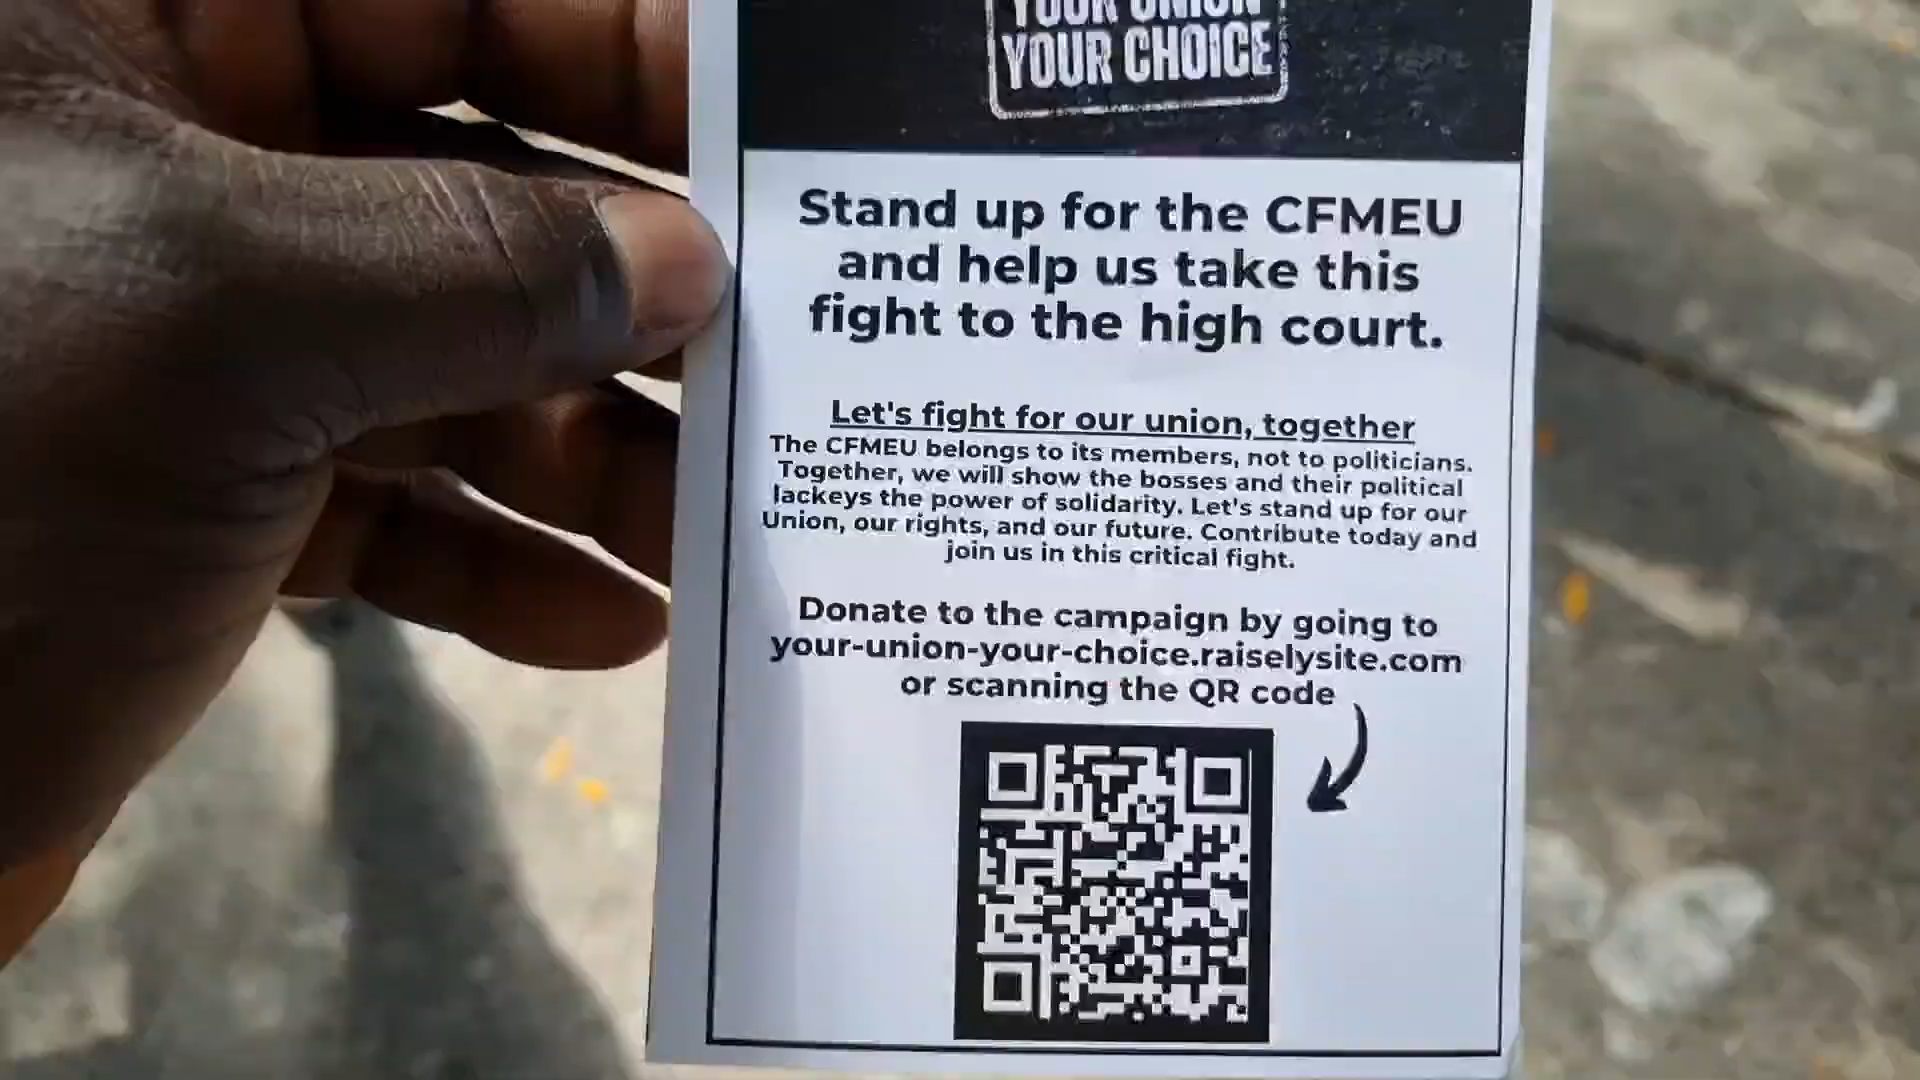 YOUR UNION
YOUR CHOICE
Stand up for the CFMEU
and help us take this
fight to the high court.
Let's fight for our union, together
The CFMEU belongs to its members, not to politicians.
Together, we will show the bosses and their political
lackeys the power of solidarity. Let's stand up for our
Union, our rights, and our future. Contribute today and
join us in this critical fight.
Donate to the campaign by going to
your-union-your-choice.raiselysite.com
or scanning the QR code